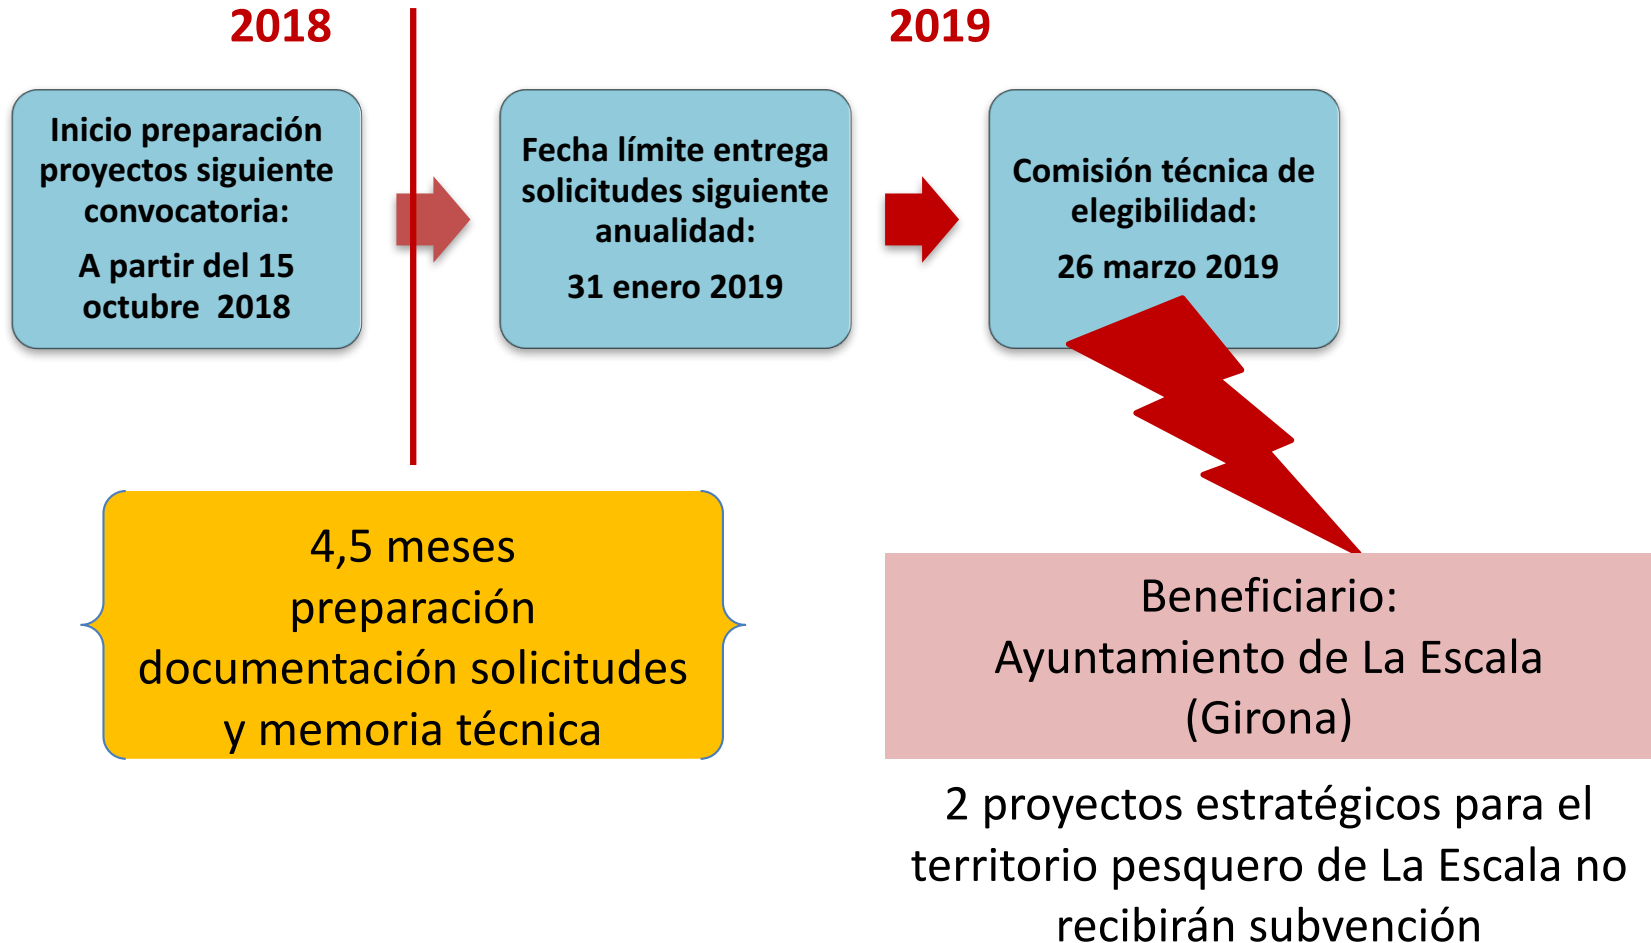 2018
2019
Inicio preparación
proyectos siguiente
convocatoria:
A partir del 15
octubre 2018
Fecha límite entrega
solicitudes siguiente
anualidad:
31 enero 2019
Comisión técnica de
elegibilidad:
26 marzo 2019
4,5 meses
preparación
documentación solicitudes
y memoria técnica
Beneficiario:
Ayuntamiento de La Escala
(Girona)
2 proyectos estratégicos para el
territorio pesquero de La Escala no
recibirán subvención